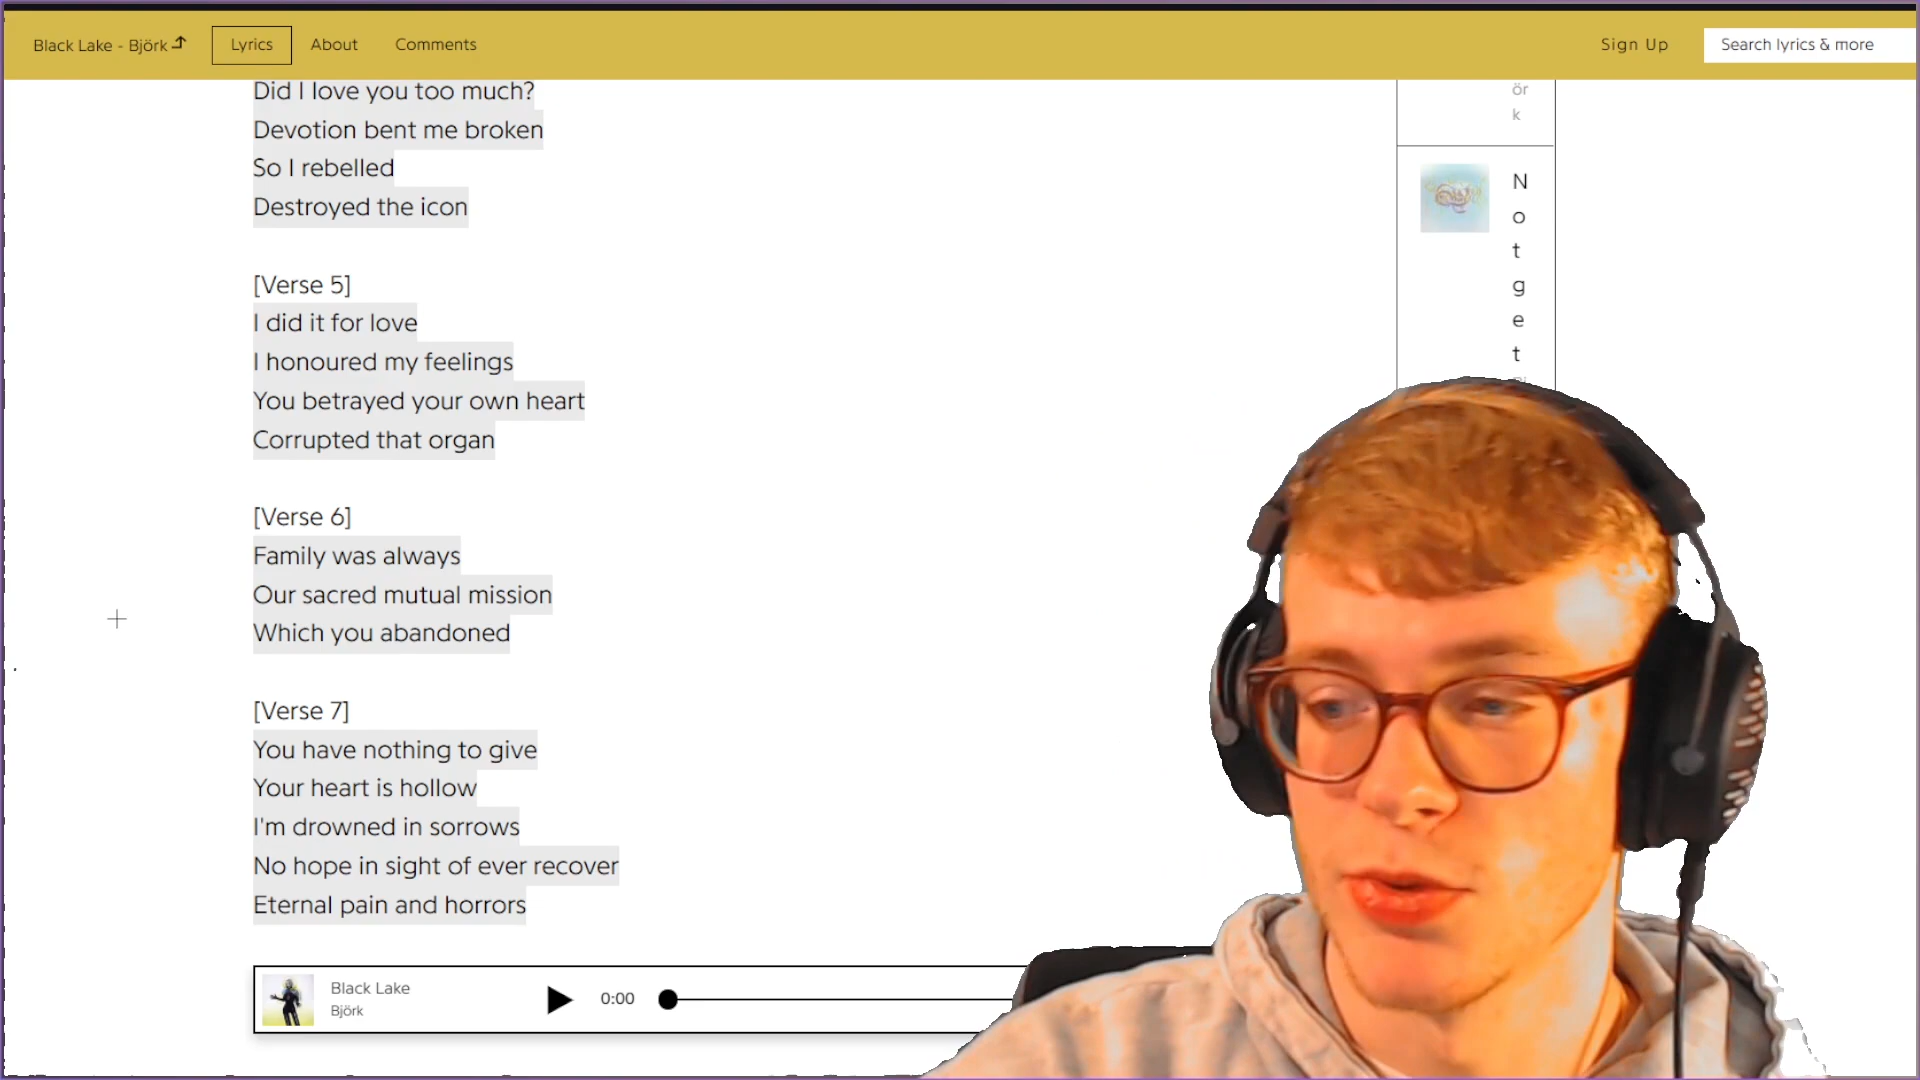 Black Lake - Björk
Lyrics
About
Comments
Sign Up
Search lyrics & more
Did I love you too much?
Devotion bent me broken
So I rebelled
Destroyed the icon
[Verse 5]
I did it for love
I honoured my feelings
You betrayed your own heart
Corrupted that organ
[Verse 6]
Family was always
Our sacred mutual mission
Which you abandoned
[Verse 7]
You have nothing to give
Your heart is hollow
I'm drowned in sorrows
No hope in sight of ever recover
Eternal pain and horrors
Black Lake
Björk
0:00
ör
k
N
o
t
g
e
t